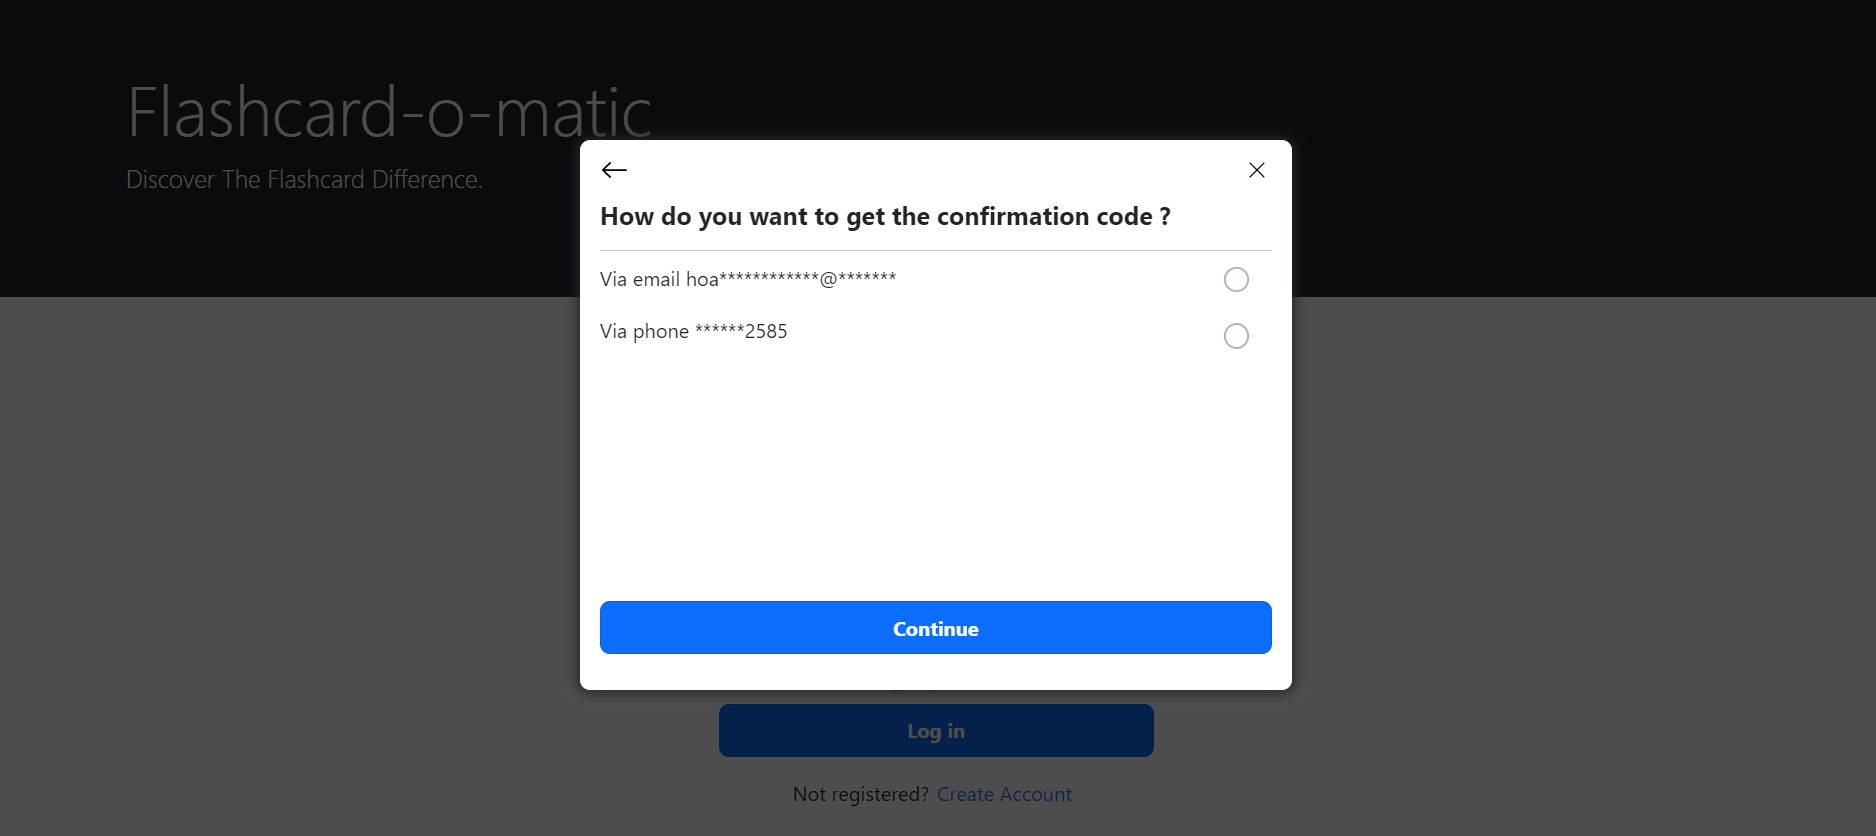 Flashcard-o-matic
Discover The Flashcard Difference.
How do you want to get the confirmation code ?
Via email hoa************@*******
Via phone ******2585
Continue
Log in
Not registered? Create Account